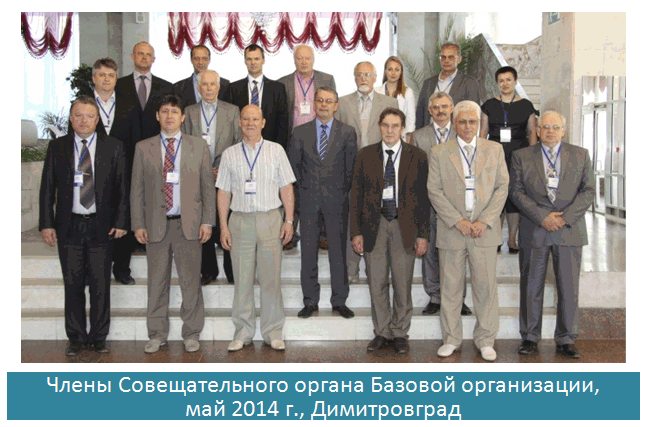 Члены Совещательного органа Базовой организации,
май 2014 г., Димитровград